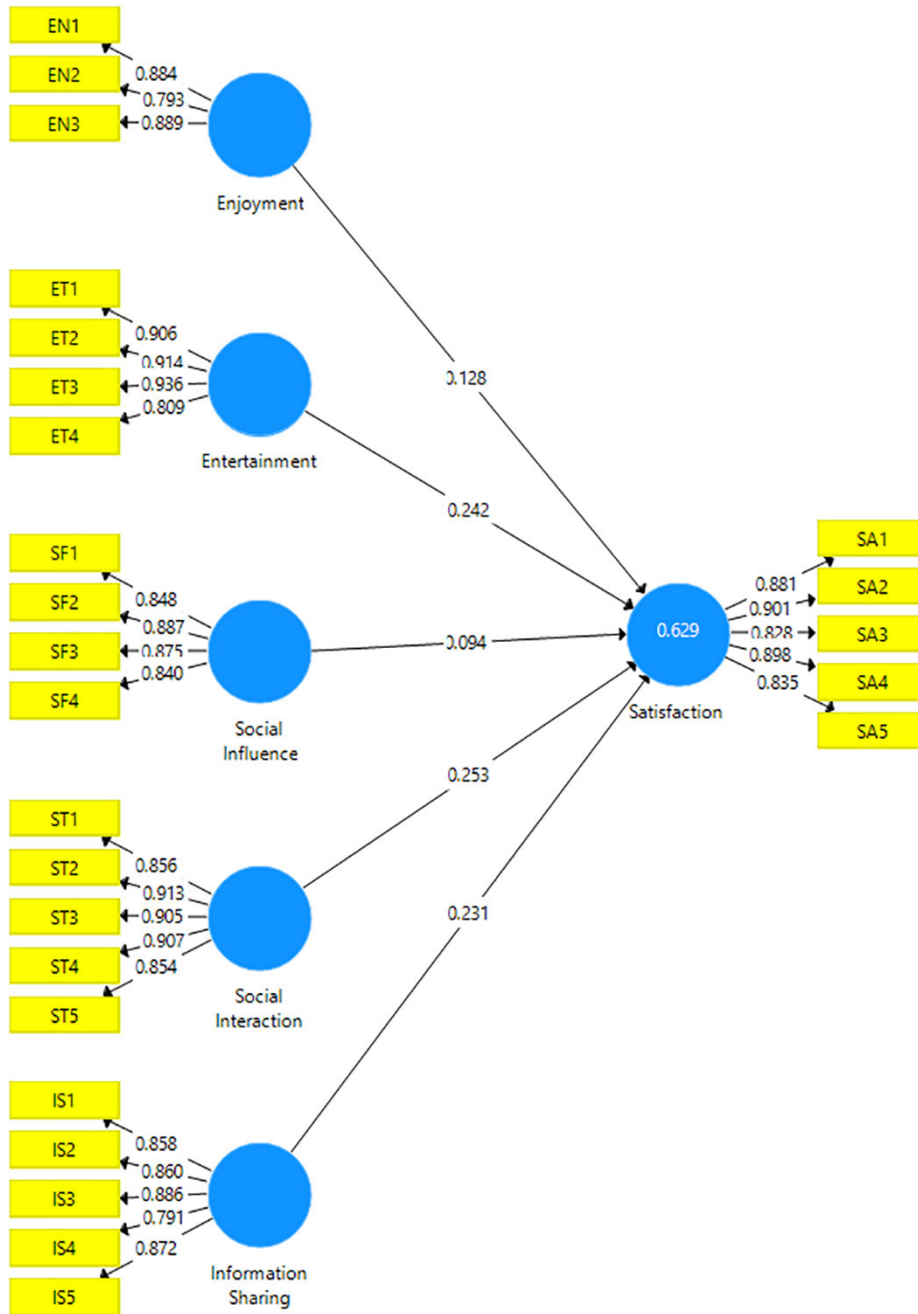 EN1
0.884
EN2
0.793
EN3
0.889
Enjoyment
0.128
ET1
0.906
ET2
0.914
ET3
0.936
ET4
0.809
Entertainment
0.242
SF1
0.848
SF2
0.887
SF3
0.875
SF4
0.840
Social
Influence
0.094
0.629
Satisfaction
SA1
0.881
SA2
0.901
SA3
0.828
SA4
0.898
SA5
0.835
ST1
0.856
ST2
0.913
ST3
0.905
ST4
0.907
ST5
0.854
Social
Interaction
0.253
IS1
0.858
IS2
0.860
IS3
0.886
IS4
0.791
IS5
0.872
Information
Sharing
0.231